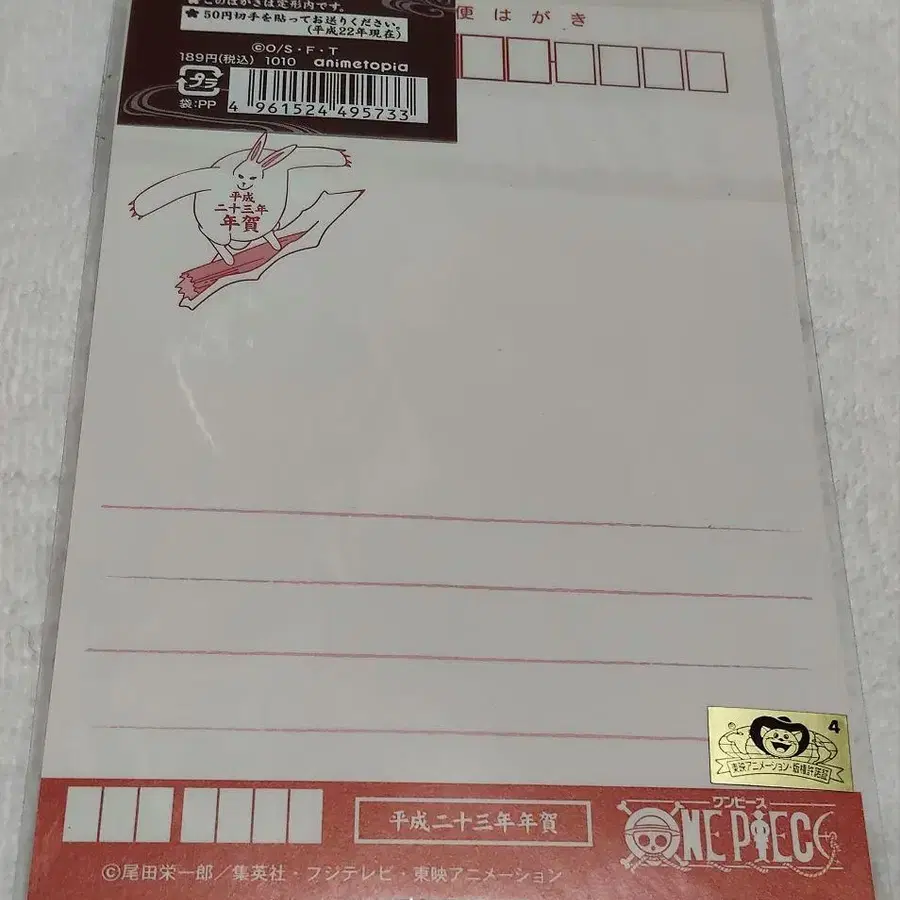 ★このはがきは定形内です。
★50円切手を貼ってお送りください。
(平成22年現在)
©O/S・F・T
189円(税込) 1010 animetopia
プラ
袋:PP
4 961524 495733
便はがき
平成
二十三年
年賀
4
東映アニメーション・版権許諾証
平成二十三年年賀
ワンピース
ONE PIECE
©尾田栄一郎/集英社・フジテレビ・東映アニメーション